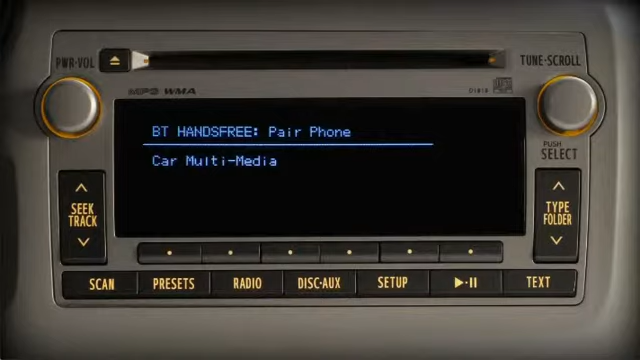 PWR·VOL
TUNE·SCROLL
MP3 WMA
BT HANDSFREE: Pair Phone
Car Multi-Media
PUSH
SELECT
SEEK
TRACK
TYPE
FOLDER
SCAN
PRESETS
RADIO
DISC·AUX
SETUP
TEXT